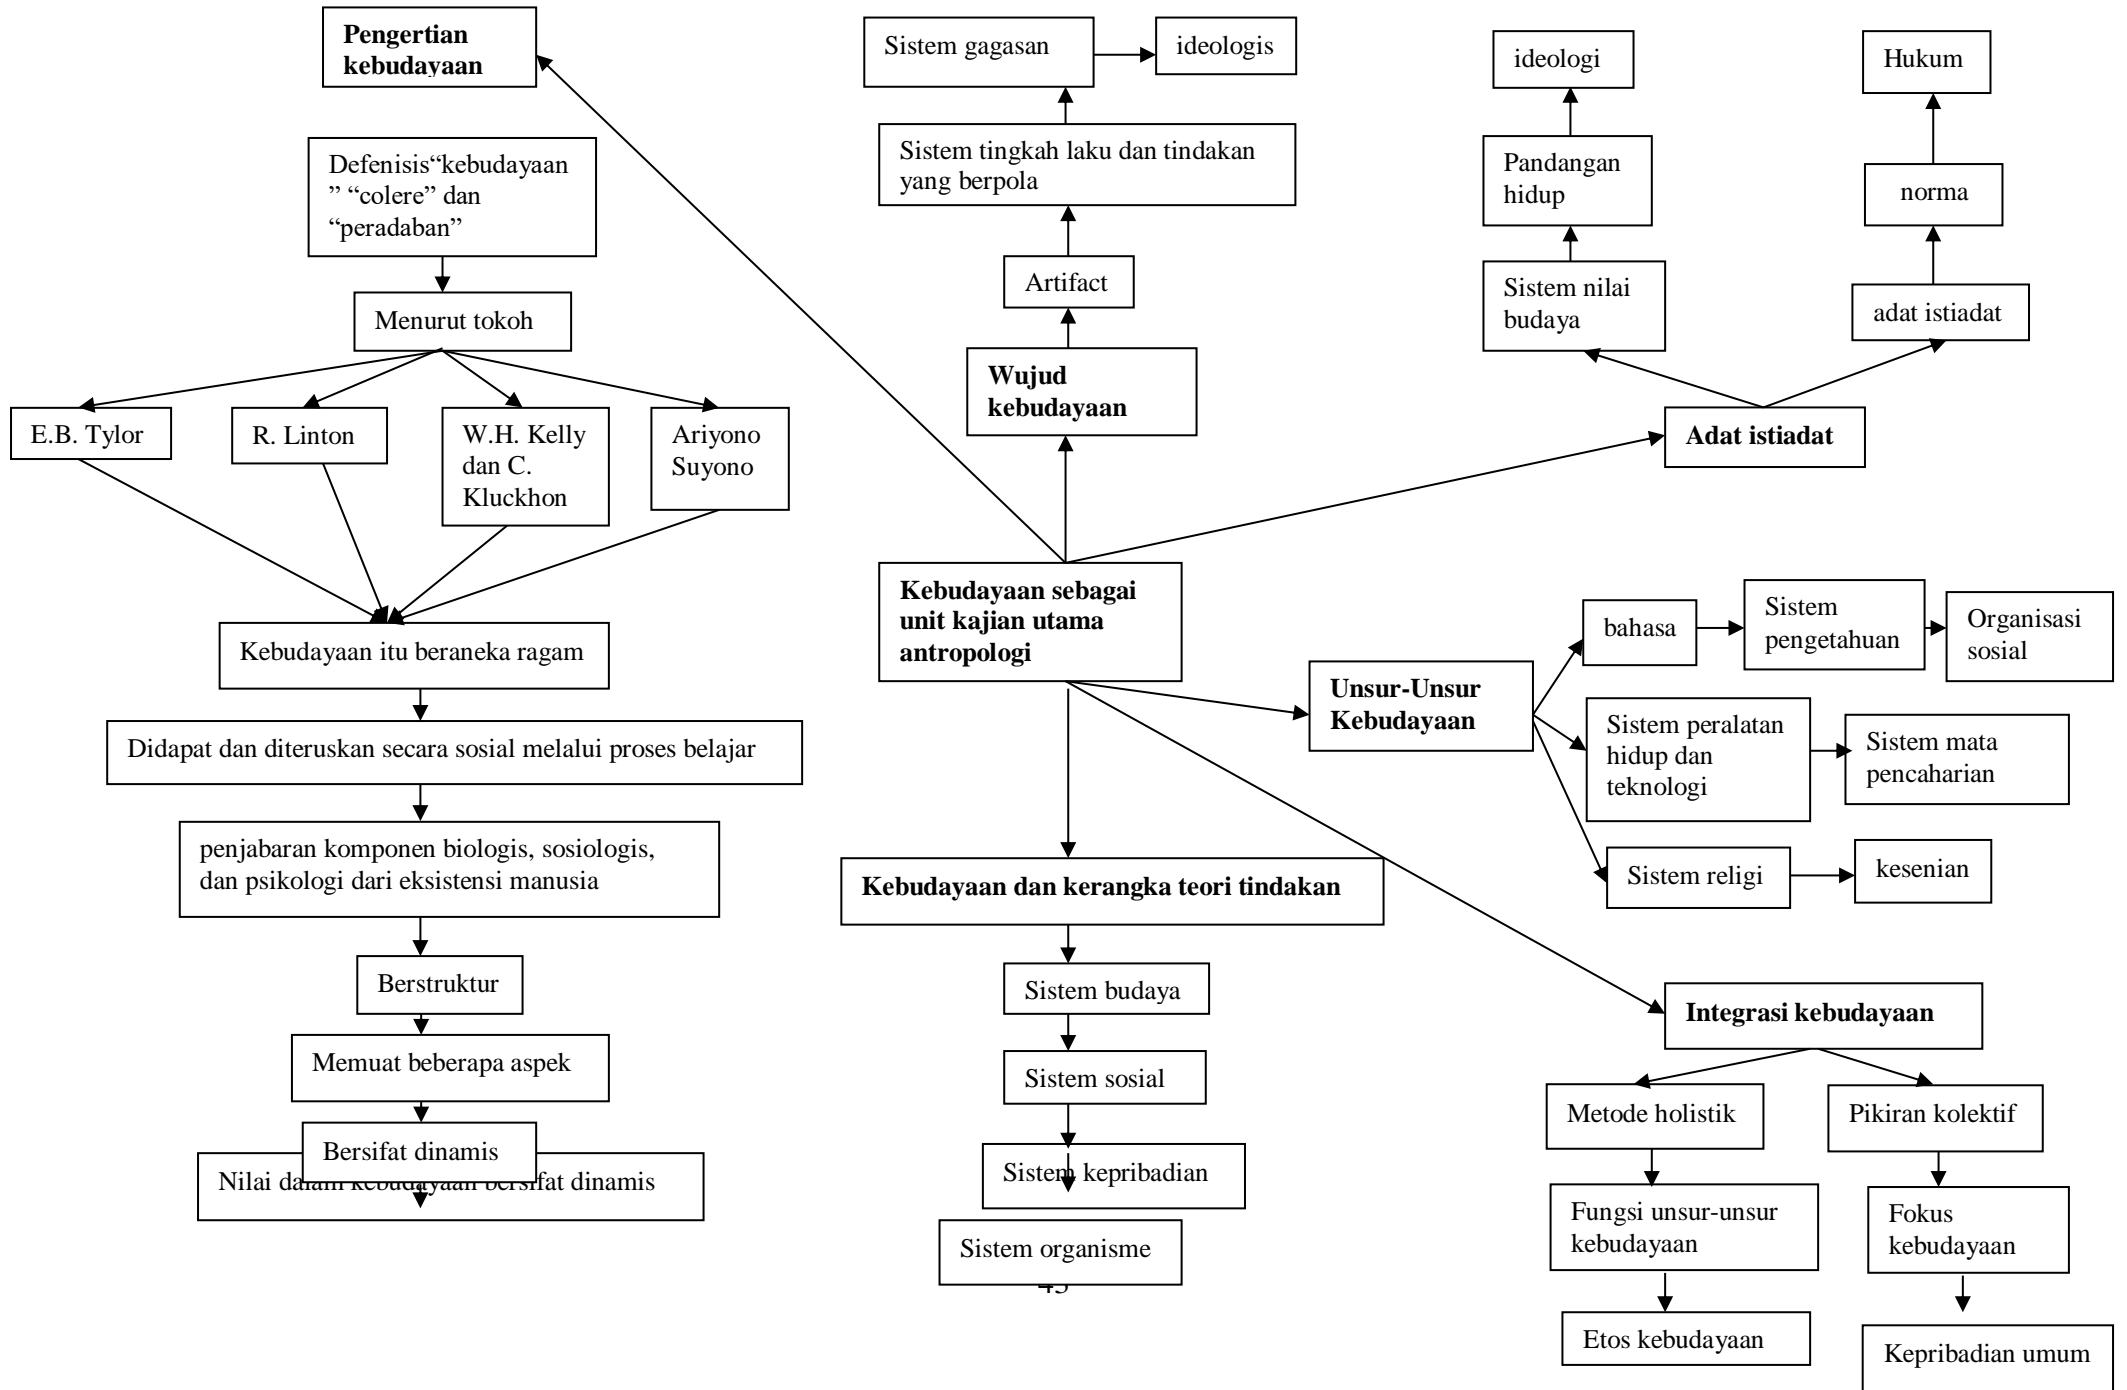 Pengertian
kebudayaan
Defenisis“kebudayaan
” “colere” dan
“peradaban”
Menurut tokoh
E.B. Tylor
R. Linton
W.H. Kelly
dan C.
Kluckhon
Ariyono
Suyono
Kebudayaan itu beraneka ragam
Didapat dan diteruskan secara sosial melalui proses belajar
penjabaran komponen biologis, sosiologis,
dan psikologi dari eksistensi manusia
Berstruktur
Memuat beberapa aspek
Bersifat dinamis
Nilai dalam kebudayaan bersifat dinamis
Sistem gagasan
ideologis
Sistem tingkah laku dan tindakan
yang berpola
Artifact
Wujud
kebudayaan
Kebudayaan sebagai
unit kajian utama
antropologi
Kebudayaan dan kerangka teori tindakan
Sistem budaya
Sistem sosial
Sistem kepribadian
Sistem organisme
ideologi
Pandangan
hidup
Sistem nilai
budaya
Hukum
norma
adat istiadat
Adat istiadat
Unsur-Unsur
Kebudayaan
bahasa
Sistem
pengetahuan
Organisasi
sosial
Sistem peralatan
hidup dan
teknologi
Sistem mata
pencaharian
Sistem religi
kesenian
Integrasi kebudayaan
Metode holistik
Pikiran kolektif
Fungsi unsur-unsur
kebudayaan
Fokus
kebudayaan
Etos kebudayaan
Kepribadian umum